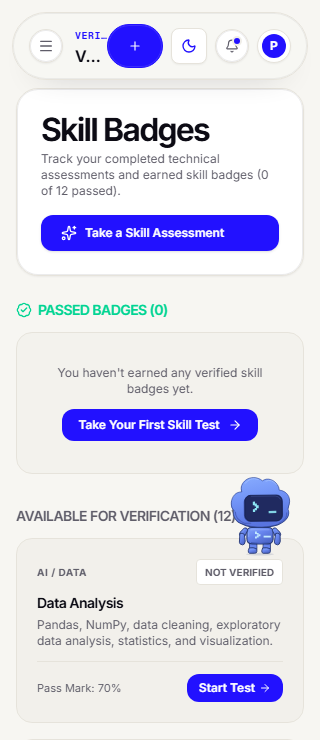 VERI…
V...
P
Skill Badges
Track your completed technical
assessments and earned skill badges (0
of 12 passed).
Take a Skill Assessment
PASSED BADGES (0)
You haven't earned any verified skill
badges yet.
Take Your First Skill Test →
AVAILABLE FOR VERIFICATION (12)
AI / DATA
NOT VERIFIED
Data Analysis
Pandas, NumPy, data cleaning, exploratory
data analysis, statistics, and visualization.
Pass Mark: 70%
Start Test →